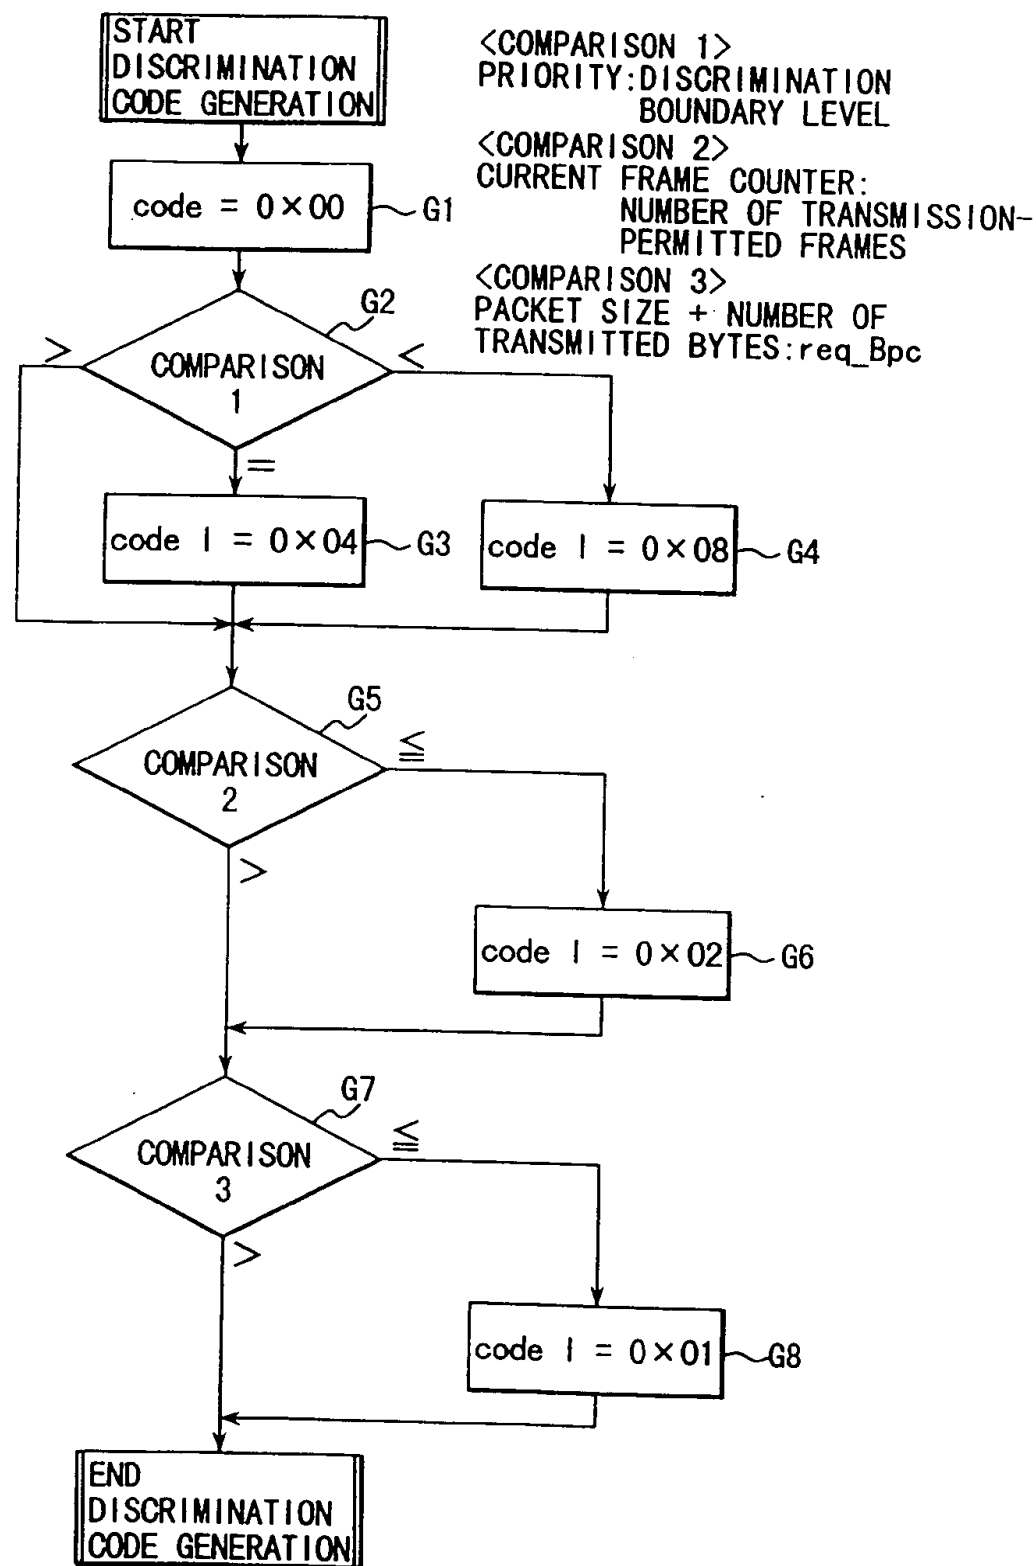 START
DISCRIMINATION
CODE GENERATION
<COMPARISON 1>
PRIORITY:DISCRIMINATION
BOUNDARY LEVEL
<COMPARISON 2>
CURRENT FRAME COUNTER:
NUMBER OF TRANSMISSION-
PERMITTED FRAMES
<COMPARISON 3>
PACKET SIZE + NUMBER OF
TRANSMITTED BYTES:req_Bpc
code = 0×00
G1
G2
>
COMPARISON
1
<
=
code | = 0×04
G3
code | = 0×08
G4
G5
COMPARISON
2
≦
>
code | = 0×02
G6
G7
COMPARISON
3
≦
>
code | = 0×01
G8
END
DISCRIMINATION
CODE GENERATION